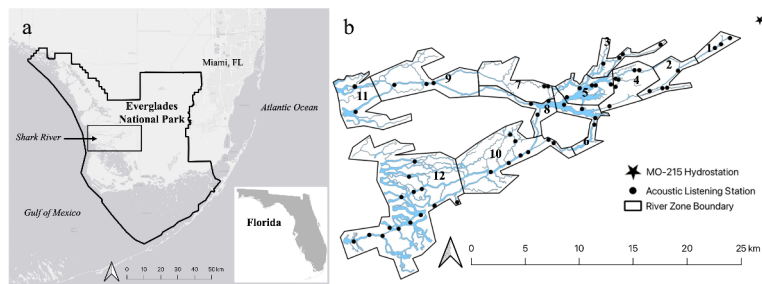 a
Miami, FL
Everglades
National Park
Atlantic Ocean
Shark River
Gulf of Mexico
Florida
0 10 20 30 40 50 km
b
1
2
3
4
5
6
7
8
9
10
11
12
MO-215 Hydrostation
Acoustic Listening Station
River Zone Boundary
0 5 10 15 20 25 km